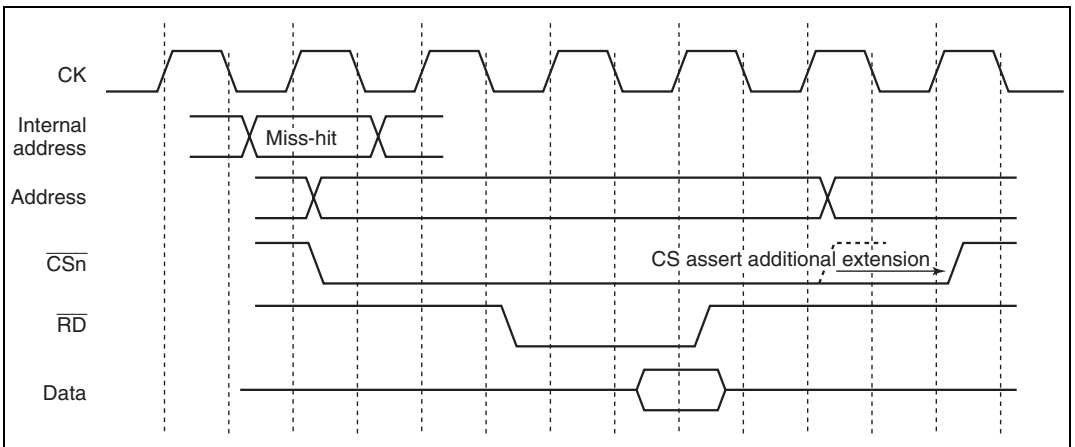 CK
Internal
address
Miss-hit
Address
CSn
CS assert additional extension
RD
Data